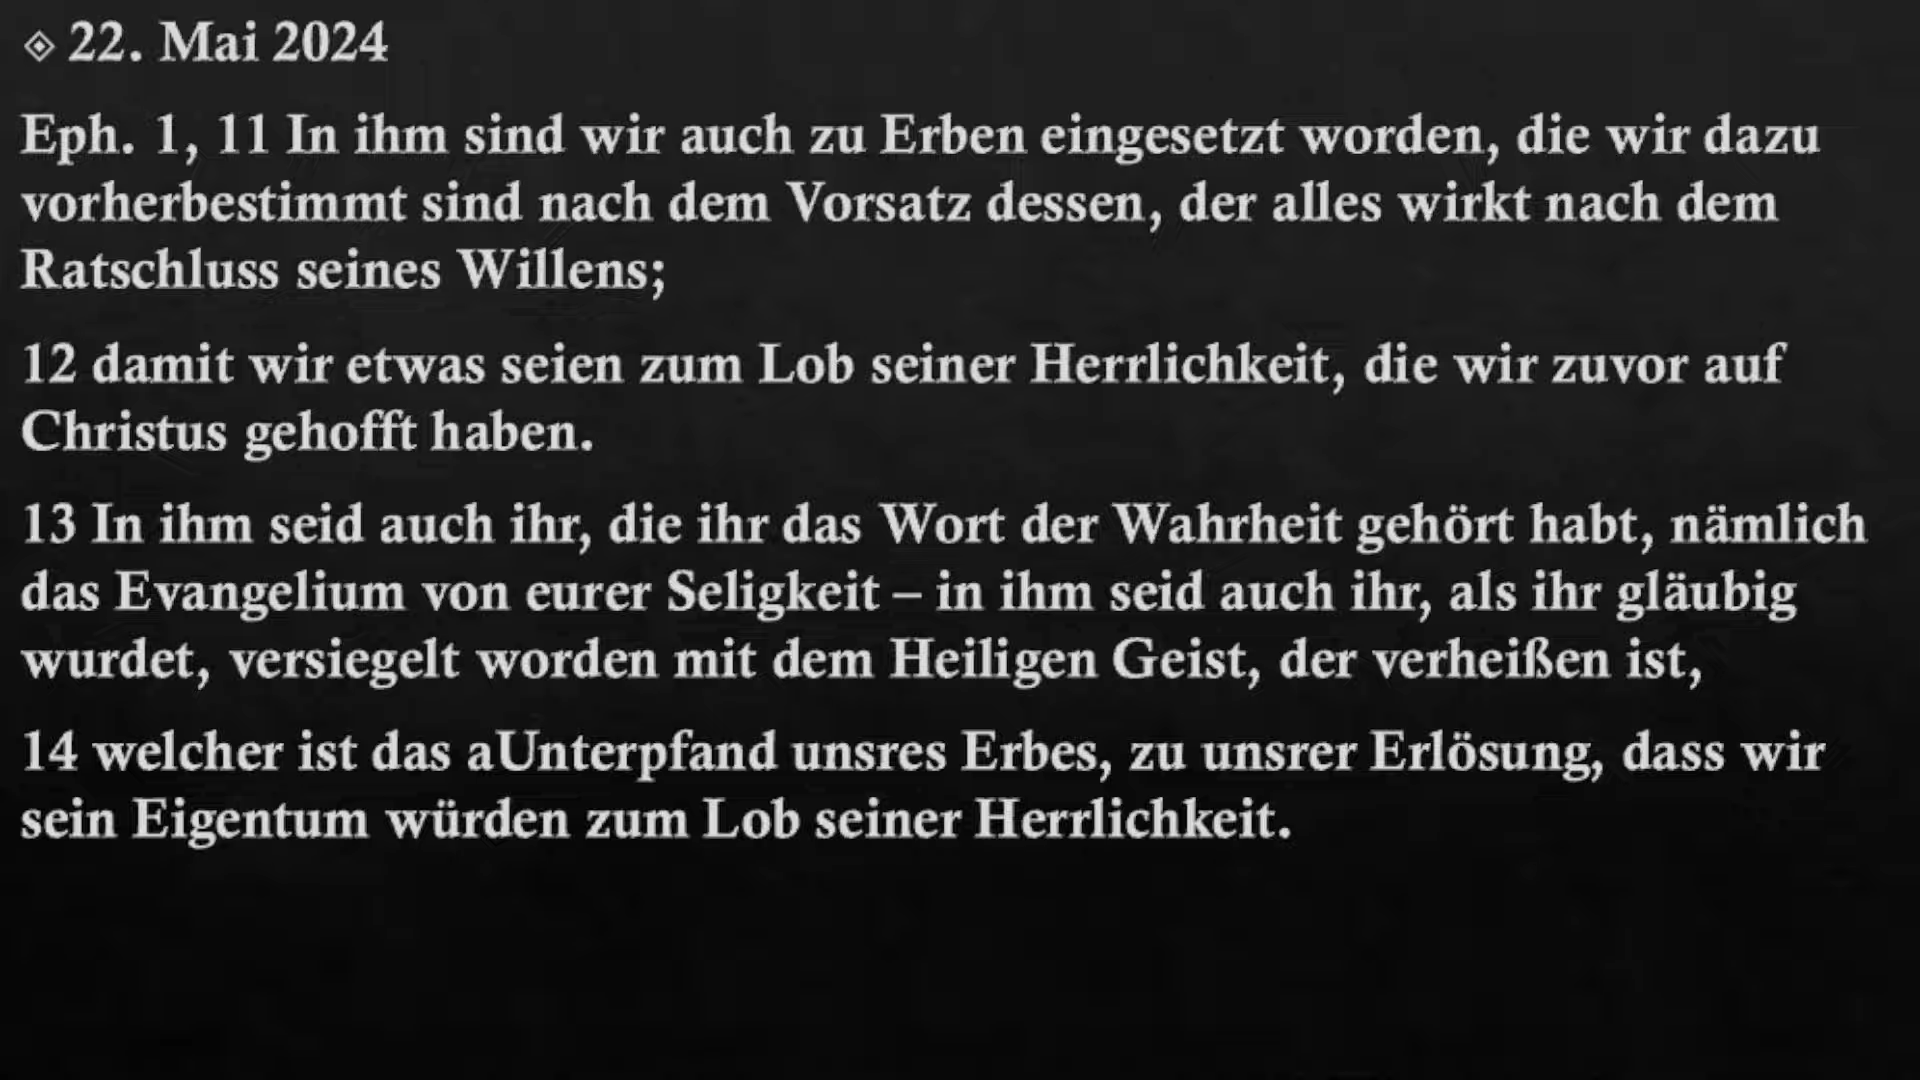 ◈ 22. Mai 2024
Eph. 1, 11 In ihm sind wir auch zu Erben eingesetzt worden, die wir dazu
vorherbestimmt sind nach dem Vorsatz dessen, der alles wirkt nach dem
Ratschluss seines Willens;
12 damit wir etwas seien zum Lob seiner Herrlichkeit, die wir zuvor auf
Christus gehofft haben.
13 In ihm seid auch ihr, die ihr das Wort der Wahrheit gehört habt, nämlich
das Evangelium von eurer Seligkeit – in ihm seid auch ihr, als ihr gläubig
wurdet, versiegelt worden mit dem Heiligen Geist, der verheißen ist,
14 welcher ist das aUnterpfand unsres Erbes, zu unsrer Erlösung, dass wir
sein Eigentum würden zum Lob seiner Herrlichkeit.